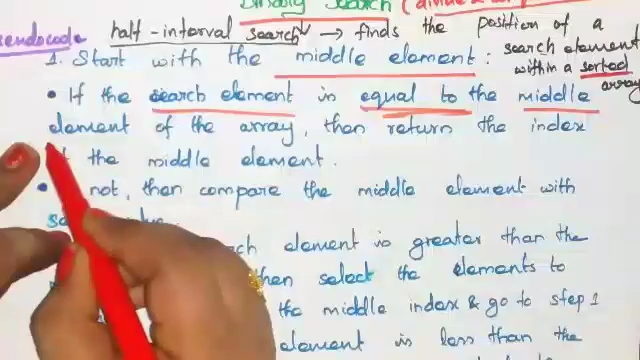 Binary Search (divide &
half-interval search → finds the position of a
search element within a sorted array
Pseudocode
1. Start with the middle element :
• If the search element is equal to the middle
element of the array, then return the index
the middle element.
• not, then compare the middle element with
element is greater than the
then select the elements to
the middle index & go to step 1
element is less than the